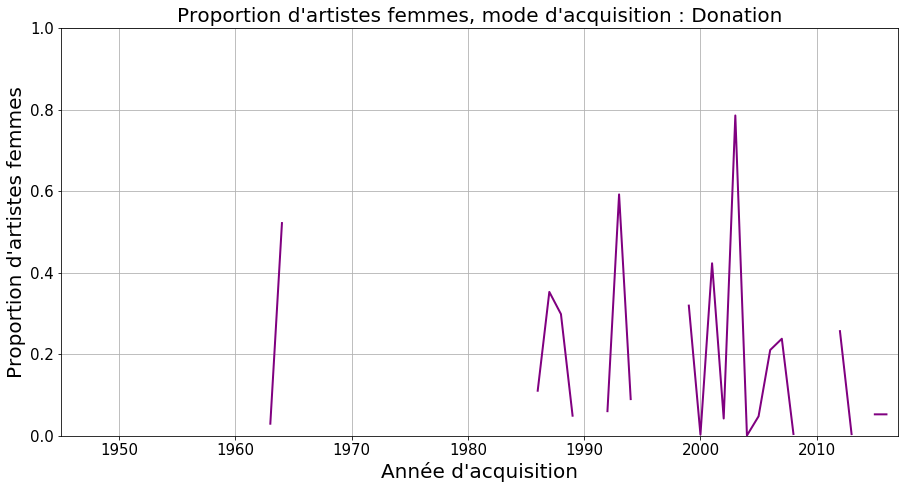 Proportion d'artistes femmes, mode d'acquisition : Donation
1.0
0.8
0.6
0.4
0.2
0.0
Proportion d'artistes femmes
1950 1960 1970 1980 1990 2000 2010
Année d'acquisition